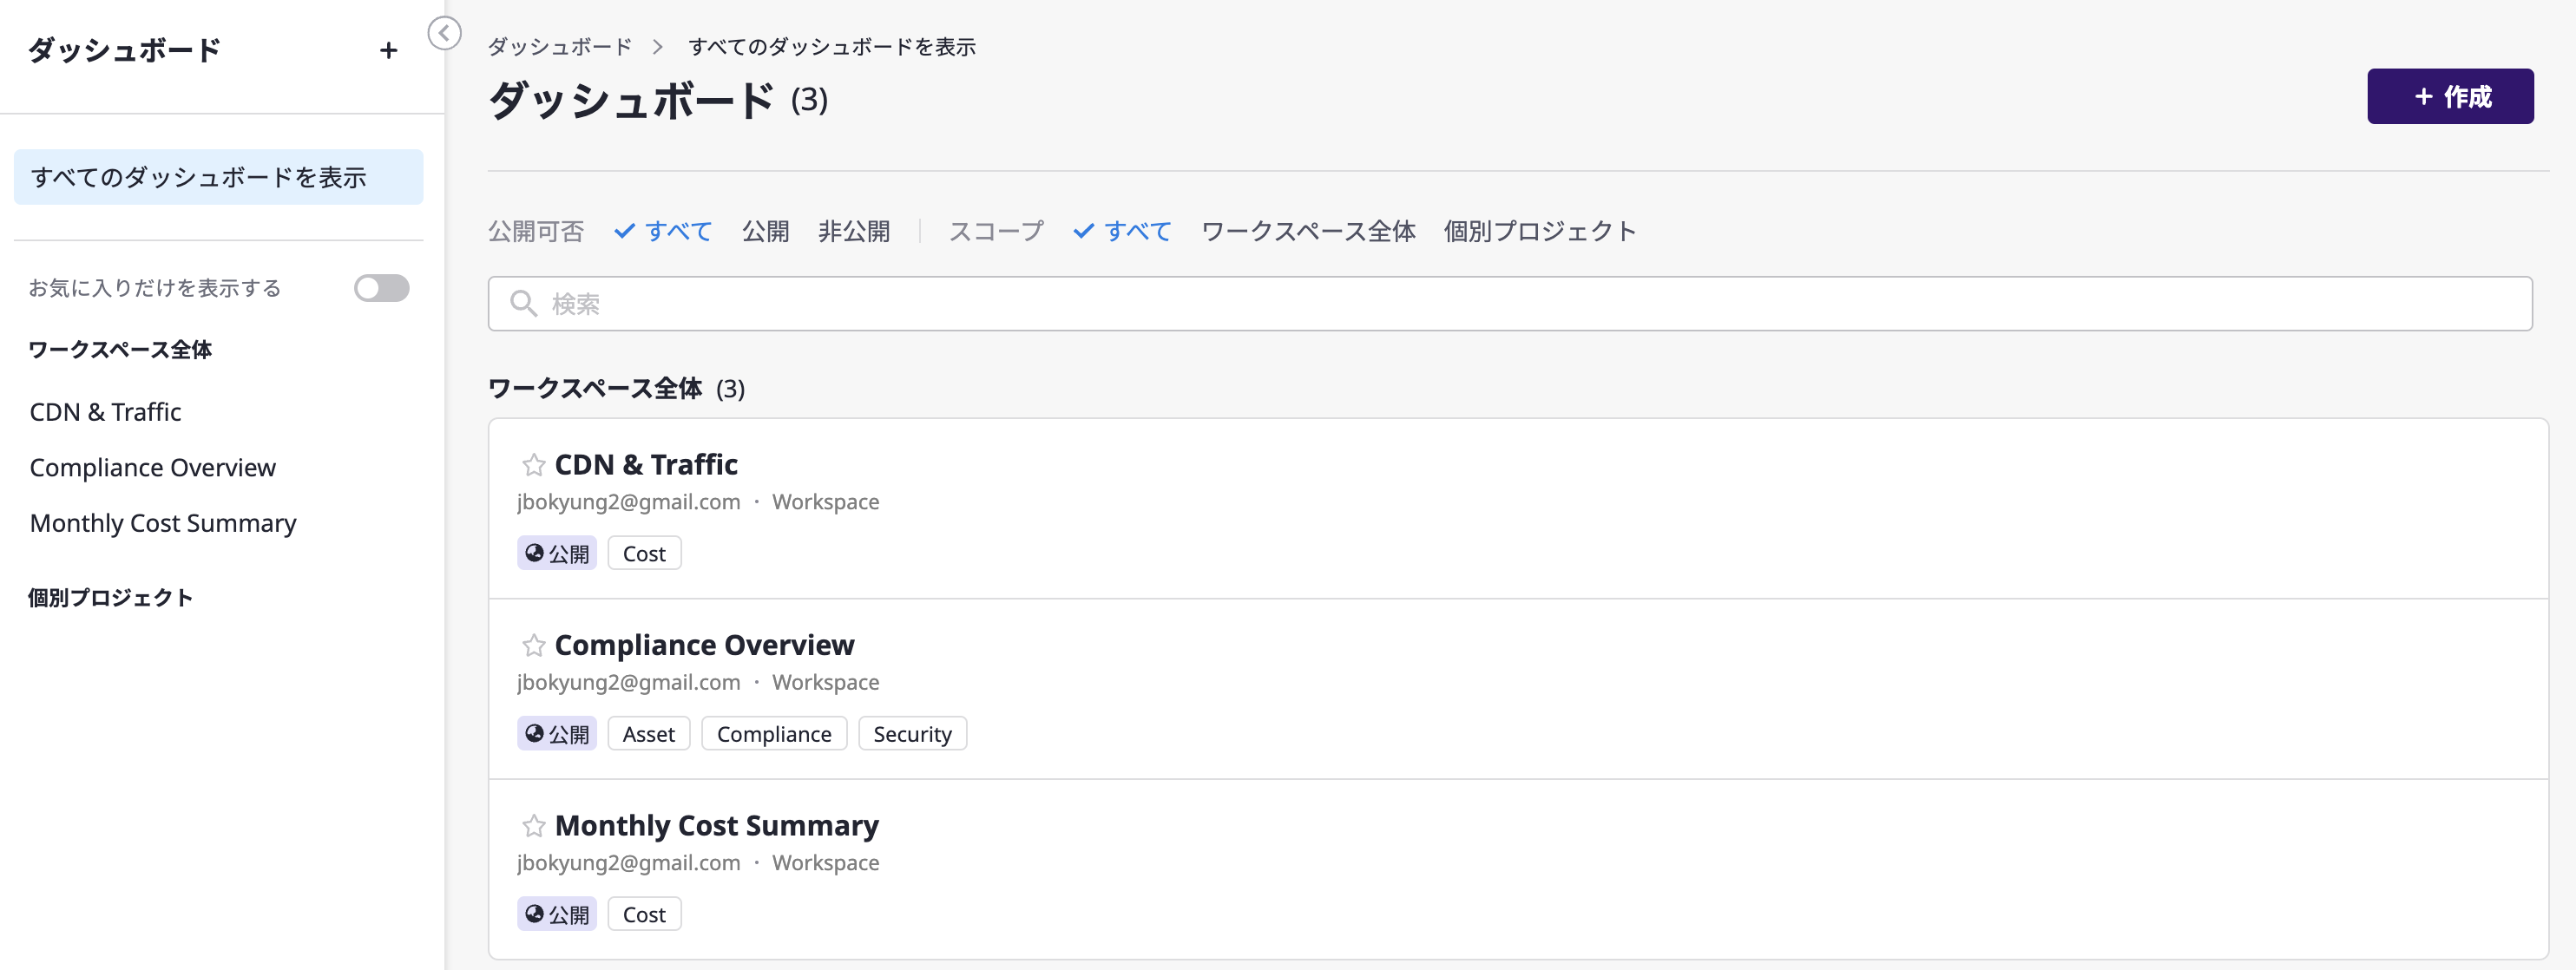 ダッシュボード
すべてのダッシュボードを表示
お気に入りだけを表示する
ワークスペース全体
CDN & Traffic
Compliance Overview
Monthly Cost Summary
個別プロジェクト
ダッシュボード すべてのダッシュボードを表示
ダッシュボード (3)
+ 作成
公開可否 すべて 公開 非公開 スコープ すべて ワークスペース全体 個別プロジェクト
検索
ワークスペース全体 (3)
CDN & Traffic
jbokyung2@gmail.com · Workspace
公開 Cost
Compliance Overview
jbokyung2@gmail.com · Workspace
公開 Asset Compliance Security
Monthly Cost Summary
jbokyung2@gmail.com · Workspace
公開 Cost